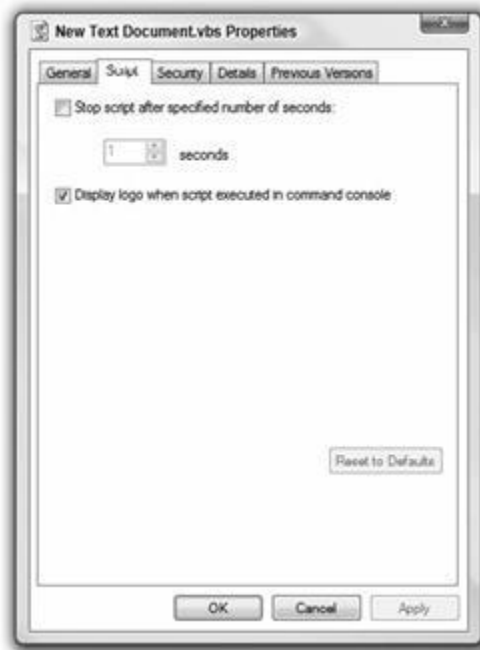 New Text Document.vbs Properties
General Script Security Details Previous Versions
Stop script after specified number of seconds:
1 seconds
Display logo when script executed in command console
Reset to Defaults
OK Cancel Apply